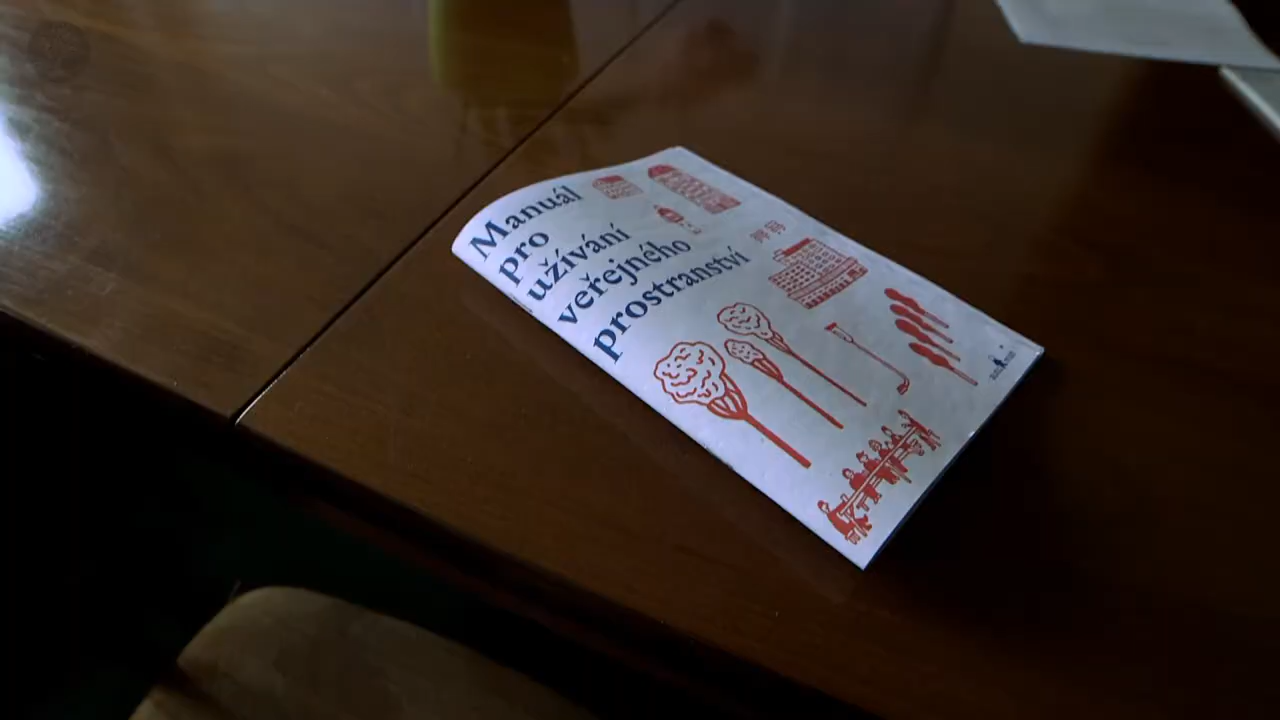 Manuál
pro
užívání
veřejného
prostranství